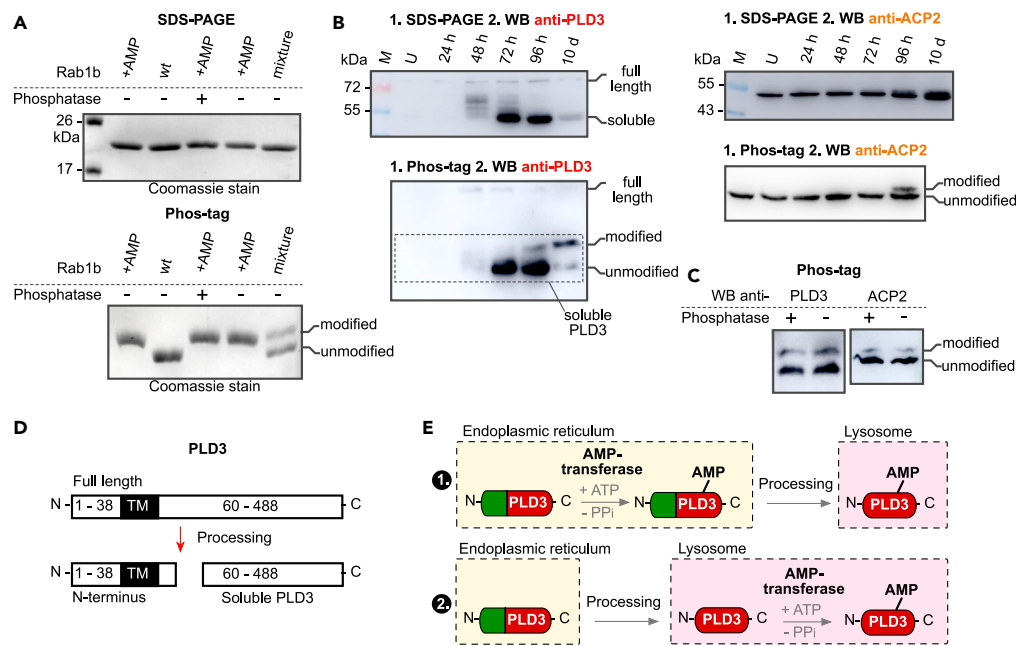 A
SDS-PAGE
Rab1b +AMP wt +AMP +AMP mixture
Phosphatase - - + - -
26
kDa
17
Coomassie stain
Phos-tag
Rab1b +AMP wt +AMP +AMP mixture
Phosphatase - - + - -
modified
unmodified
Coomassie stain
B
1. SDS-PAGE 2. WB anti-PLD3
kDa M U 24 h 48 h 72 h 96 h 10 d
72
55
full
length
soluble
1. Phos-tag 2. WB anti-PLD3
full
length
modified
unmodified
soluble
PLD3
1. SDS-PAGE 2. WB anti-ACP2
kDa M U 24 h 48 h 72 h 96 h 10 d
55
43
1. Phos-tag 2. WB anti-ACP2
modified
unmodified
C
Phos-tag
WB anti- PLD3 ACP2
Phosphatase + - + -
modified
unmodified
D
PLD3
Full length
N 1 - 38 TM 60 - 488 C
Processing
N 1 - 38 TM 60 - 488 C
N-terminus Soluble PLD3
E
Endoplasmic reticulum Lysosome
1.
AMP-
transferase
AMP
N PLD3 C + ATP - PPi N PLD3 C
Processing
AMP
N PLD3 C
Endoplasmic reticulum Lysosome
2.
N PLD3 C
Processing
AMP-
transferase
AMP
N PLD3 C + ATP - PPi N PLD3 C